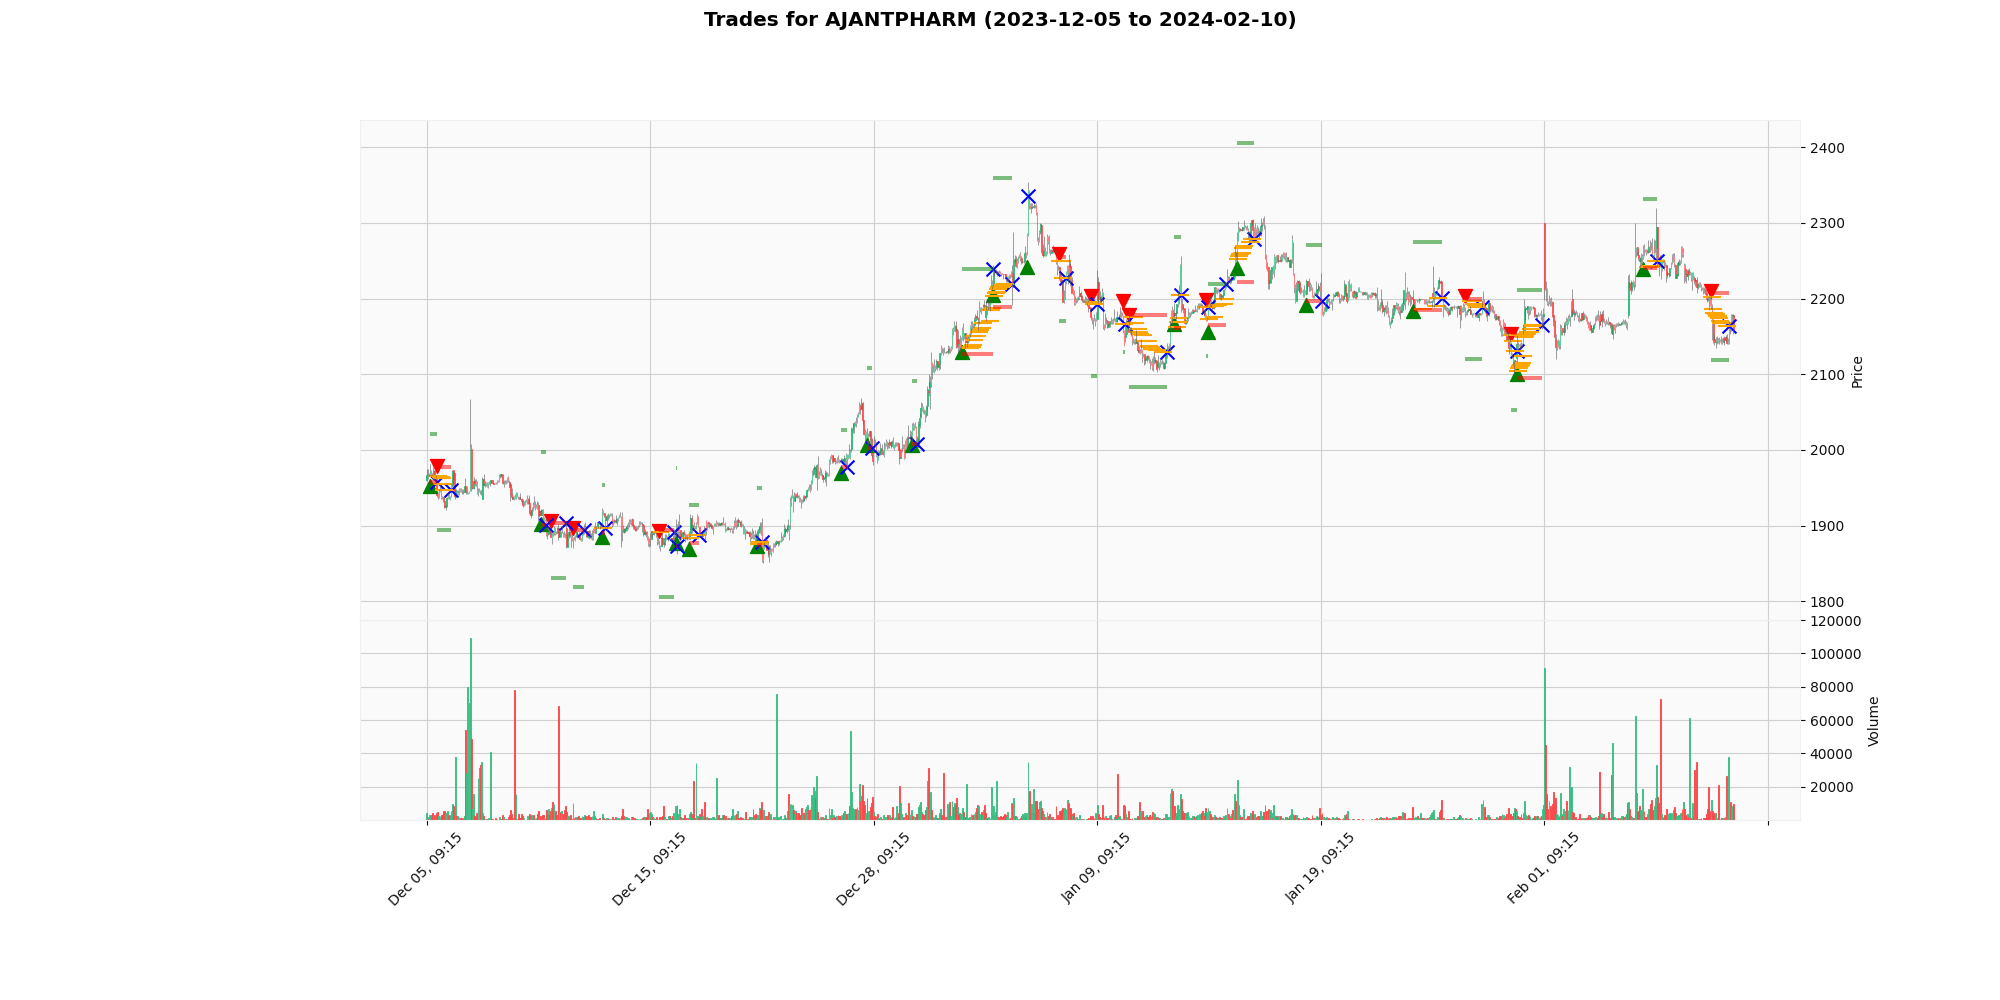 Trades for AJANTPHARM (2023-12-05 to 2024-02-10)
2400
2300
2200
2100
2000
1900
1800
Price
120000
100000
80000
60000
40000
20000
Volume
Dec 05, 09:15
Dec 15, 09:15
Dec 28, 09:15
Jan 09, 09:15
Jan 19, 09:15
Feb 01, 09:15